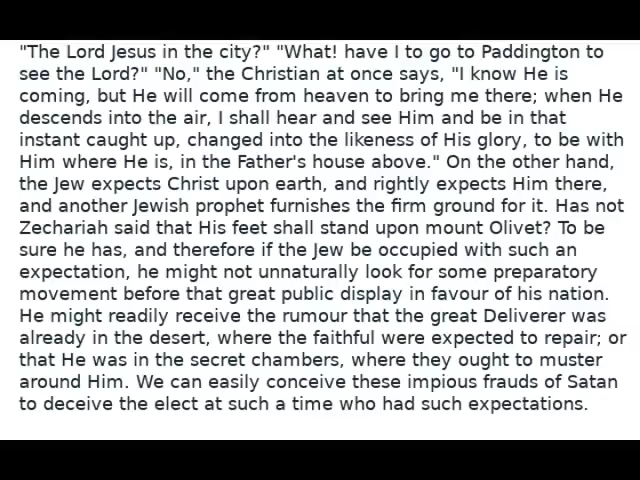 "The Lord Jesus in the city?" "What! have I to go to Paddington to
see the Lord?" "No," the Christian at once says, "I know He is
coming, but He will come from heaven to bring me there; when He
descends into the air, I shall hear and see Him and be in that
instant caught up, changed into the likeness of His glory, to be with
Him where He is, in the Father's house above." On the other hand,
the Jew expects Christ upon earth, and rightly expects Him there,
and another Jewish prophet furnishes the firm ground for it. Has not
Zechariah said that His feet shall stand upon mount Olivet? To be
sure he has, and therefore if the Jew be occupied with such an
expectation, he might not unnaturally look for some preparatory
movement before that great public display in favour of his nation.
He might readily receive the rumour that the great Deliverer was
already in the desert, where the faithful were expected to repair; or
that He was in the secret chambers, where they ought to muster
around Him. We can easily conceive these impious frauds of Satan
to deceive the elect at such a time who had such expectations.